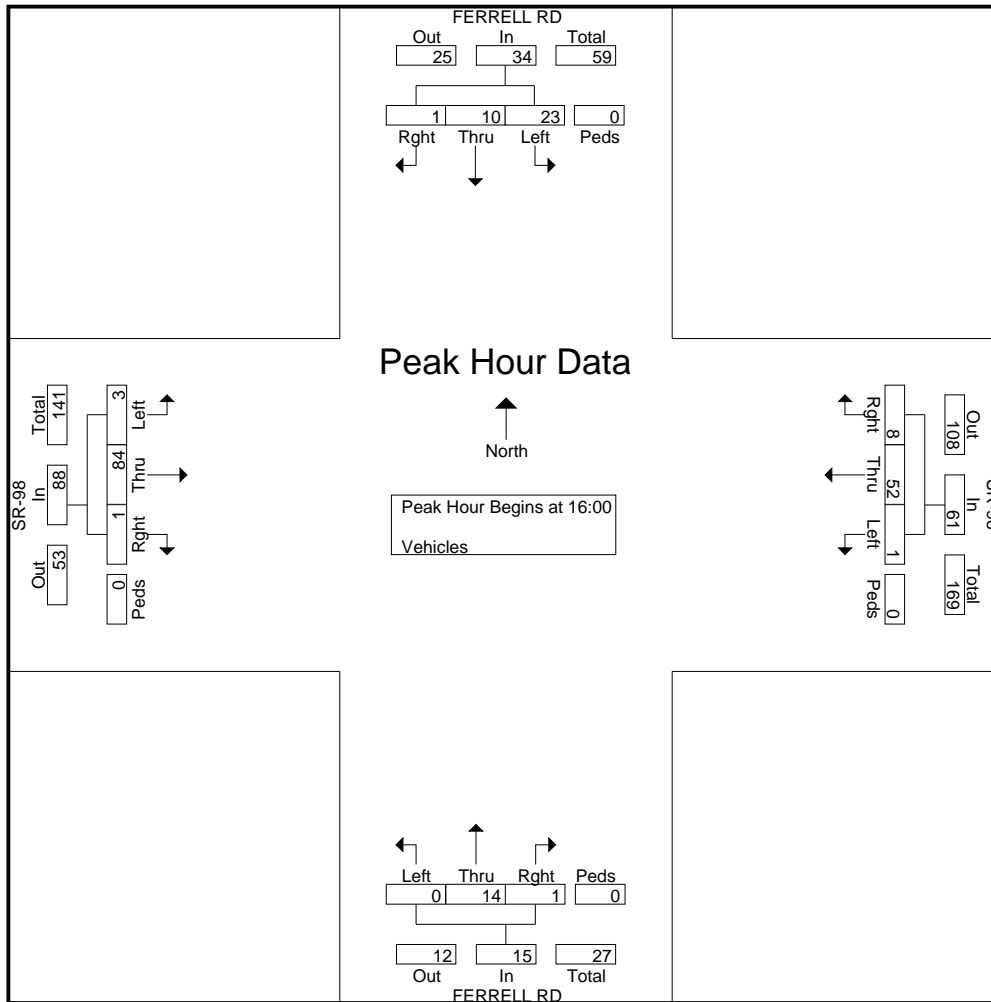 FERRELL RD
Out In Total
25 34 59
1 10 23 0
Rght Thru Left Peds
Peak Hour Data
North
Peak Hour Begins at 16:00
Vehicles
SR-98
Total In Out
141 88 53
3 84 1 0
Left Thru Rght Peds
Out In Total
108 61 169
8 52 1 0
Rght Thru Left Peds
Left Thru Rght Peds
0 14 1 0
12 15 27
Out In Total
FERRELL RD